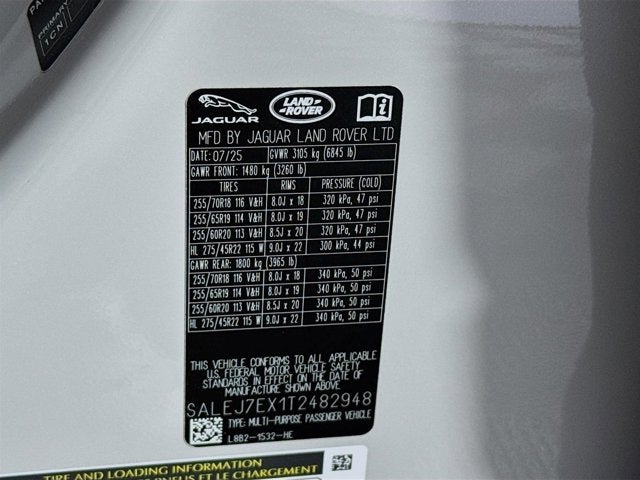 PRIMARY
1CN
JAGUAR
LAND ROVER
MFD BY JAGUAR LAND ROVER LTD
DATE: 07/25 GVWR 3105 kg (6845 lb)
GAWR FRONT: 1480 kg (3260 lb)
TIRES RIMS PRESSURE (COLD)
255/70R18 116 V&H 8.0J x 18 320 kPa, 47 psi
255/65R19 114 V&H 8.0J x 19 320 kPa, 47 psi
255/60R20 113 V&H 8.5J x 20 320 kPa, 47 psi
HL 275/45R22 115 W 9.0J x 22 300 kPa, 44 psi
GAWR REAR: 1800 kg (3965 lb)
255/70R18 116 V&H 8.0J x 18 340 kPa, 50 psi
255/65R19 114 V&H 8.0J x 19 340 kPa, 50 psi
255/60R20 113 V&H 8.5J x 20 340 kPa, 50 psi
HL 275/45R22 115 W 9.0J x 22 340 kPa, 50 psi
THIS VEHICLE CONFORMS TO ALL APPLICABLE
U.S. FEDERAL MOTOR VEHICLE SAFETY
STANDARDS IN EFFECT ON THE DATE OF
MANUFACTURE SHOWN ABOVE
SALEJ7EX1T2482948
TYPE: MULTI-PURPOSE PASSENGER VEHICLE
L8B2-1532-HE
TIRE AND LOADING INFORMATION
PNEUS ET LE CHARGEMENT